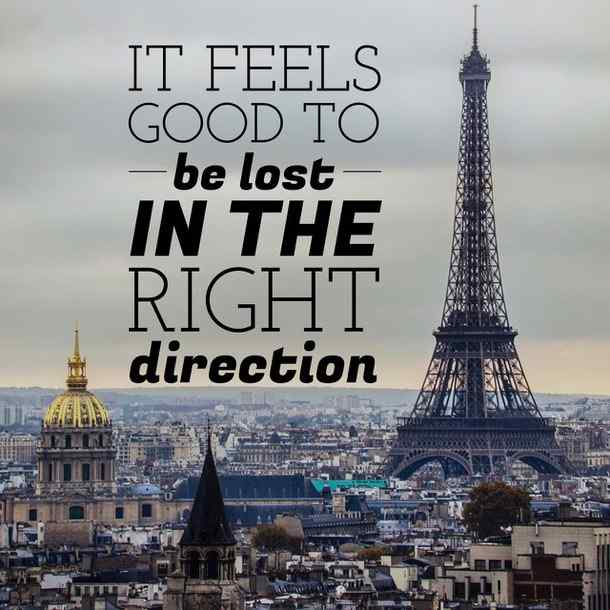 IT FEELS
GOOD TO
be lost
IN THE
RIGHT
direction